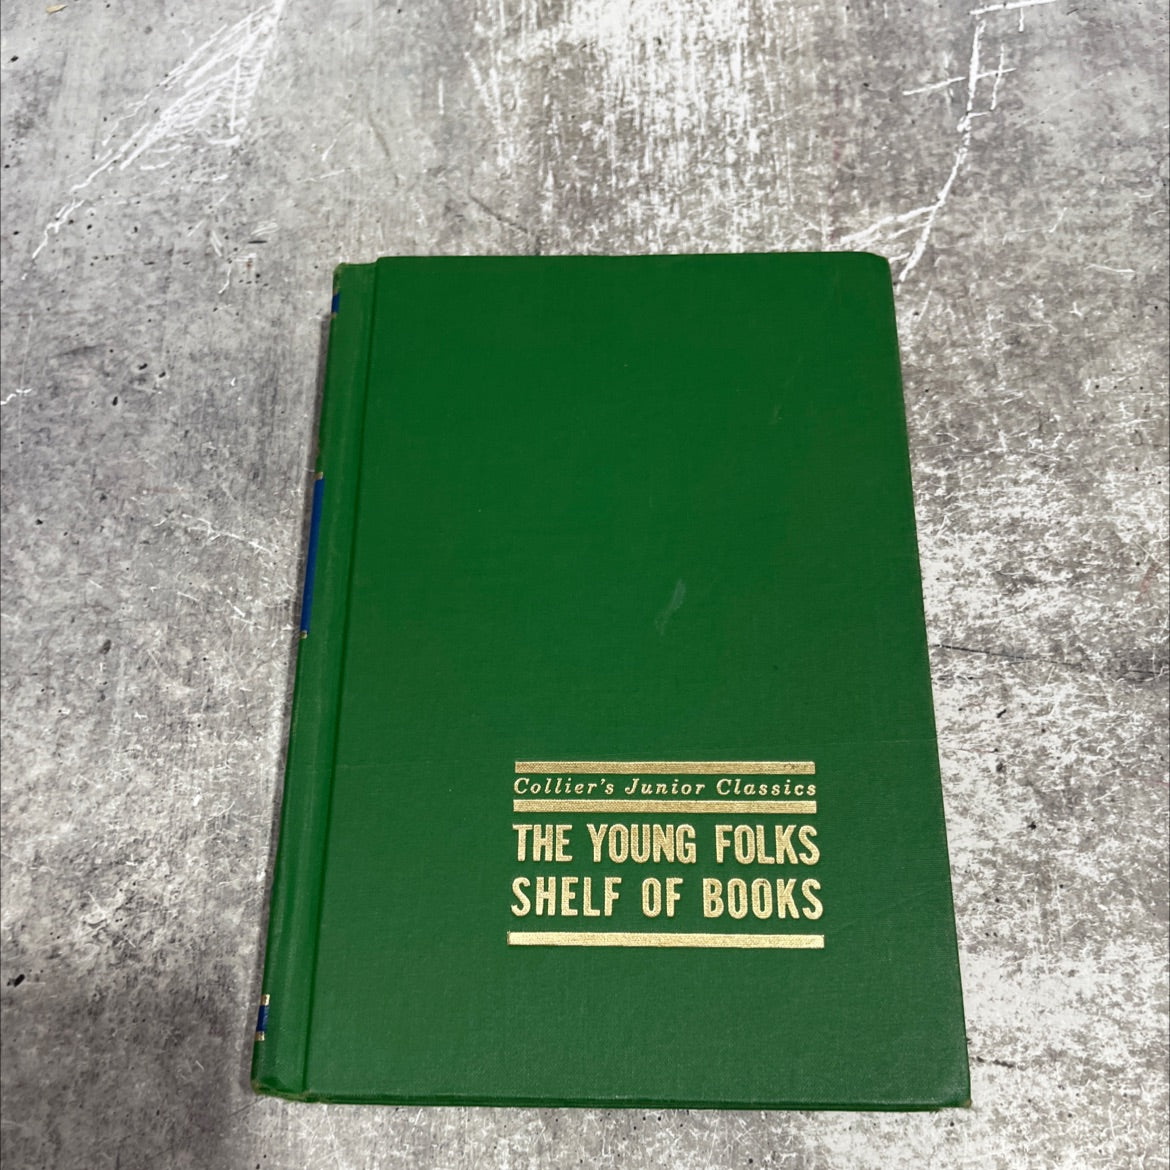 Collier's Junior Classics
THE YOUNG FOLKS
SHELF OF BOOKS